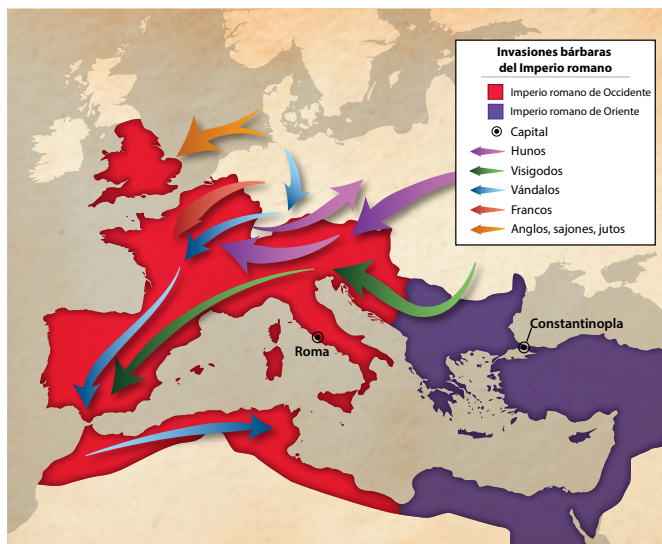 Invasiones bárbaras
del Imperio romano
Imperio romano de Occidente
Imperio romano de Oriente
Capital
Hunos
Visigodos
Vándalos
Francos
Anglos, sajones, jutos
Constantinopla
Roma